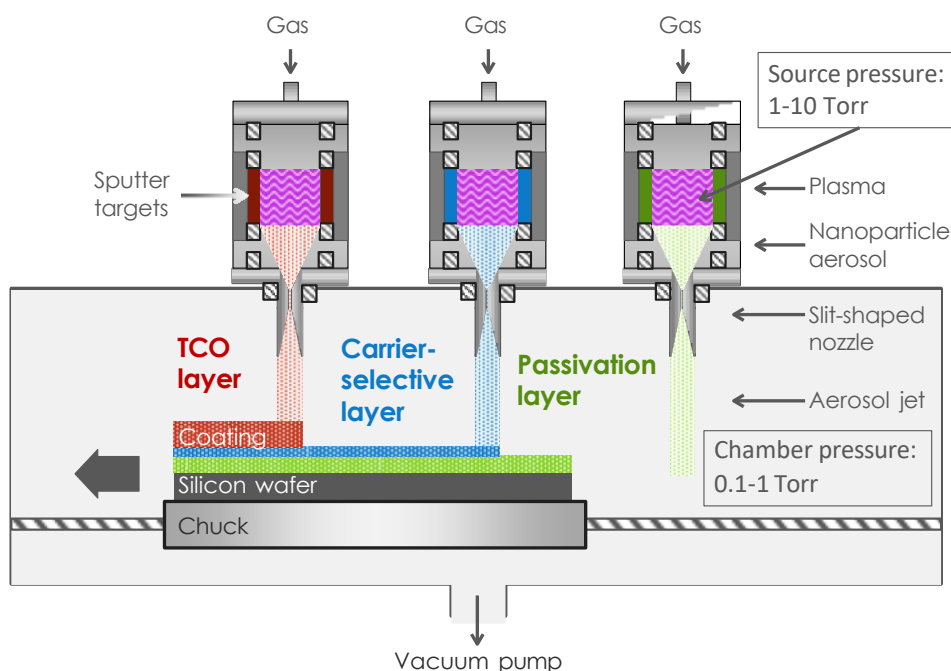 Gas
Gas
Gas
Source pressure:
1-10 Torr
Sputter
targets
Plasma
Nanoparticle
aerosol
Slit-shaped
nozzle
TCO
layer
Carrier-
selective
layer
Passivation
layer
Aerosol jet
Coating
Chamber pressure:
0.1-1 Torr
Silicon wafer
Chuck
Vacuum pump